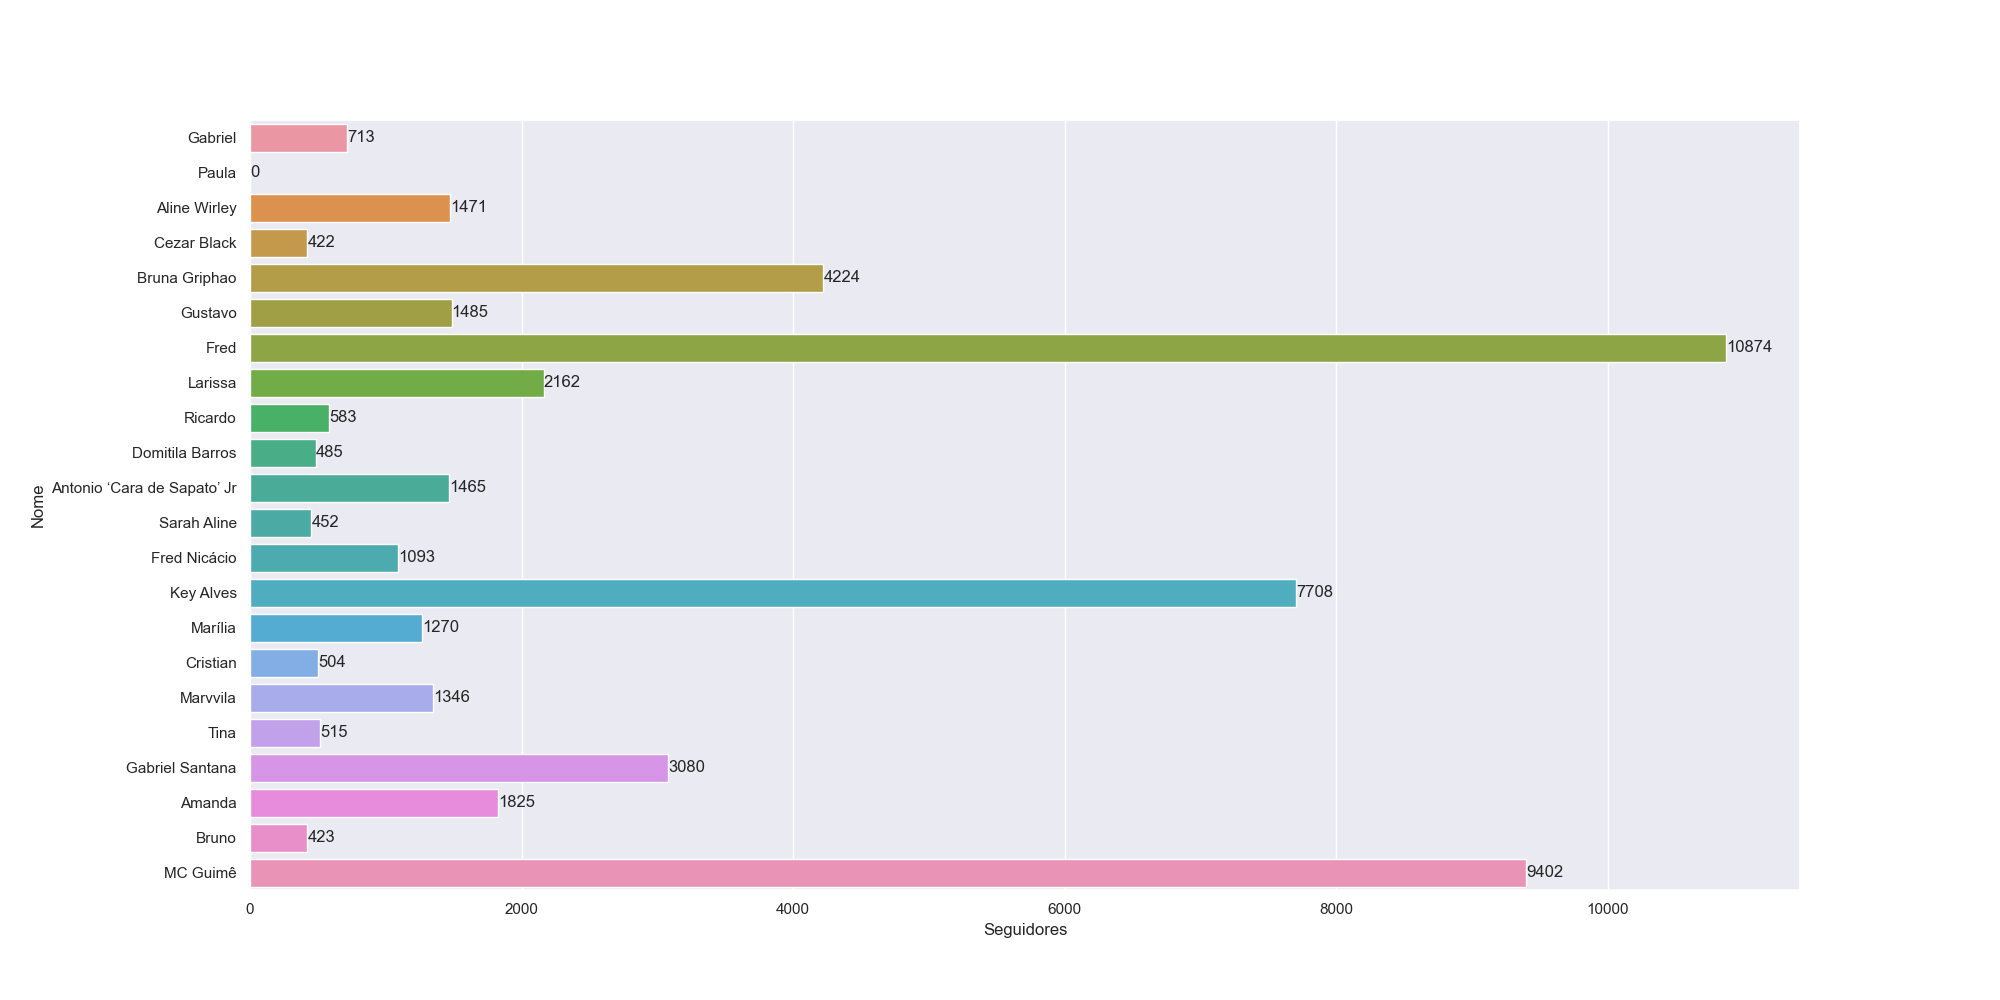 Gabriel 713
Paula 0
Aline Wirley 1471
Cezar Black 422
Bruna Griphao 4224
Gustavo 1485
Fred 10874
Larissa 2162
Ricardo 583
Domitila Barros 485
Antonio ‘Cara de Sapato’ Jr 1465
Sarah Aline 452
Fred Nicácio 1093
Key Alves 7708
Marília 1270
Cristian 504
Marvvila 1346
Tina 515
Gabriel Santana 3080
Amanda 1825
Bruno 423
MC Guimê 9402
Nome
0 2000 4000 6000 8000 10000
Seguidores